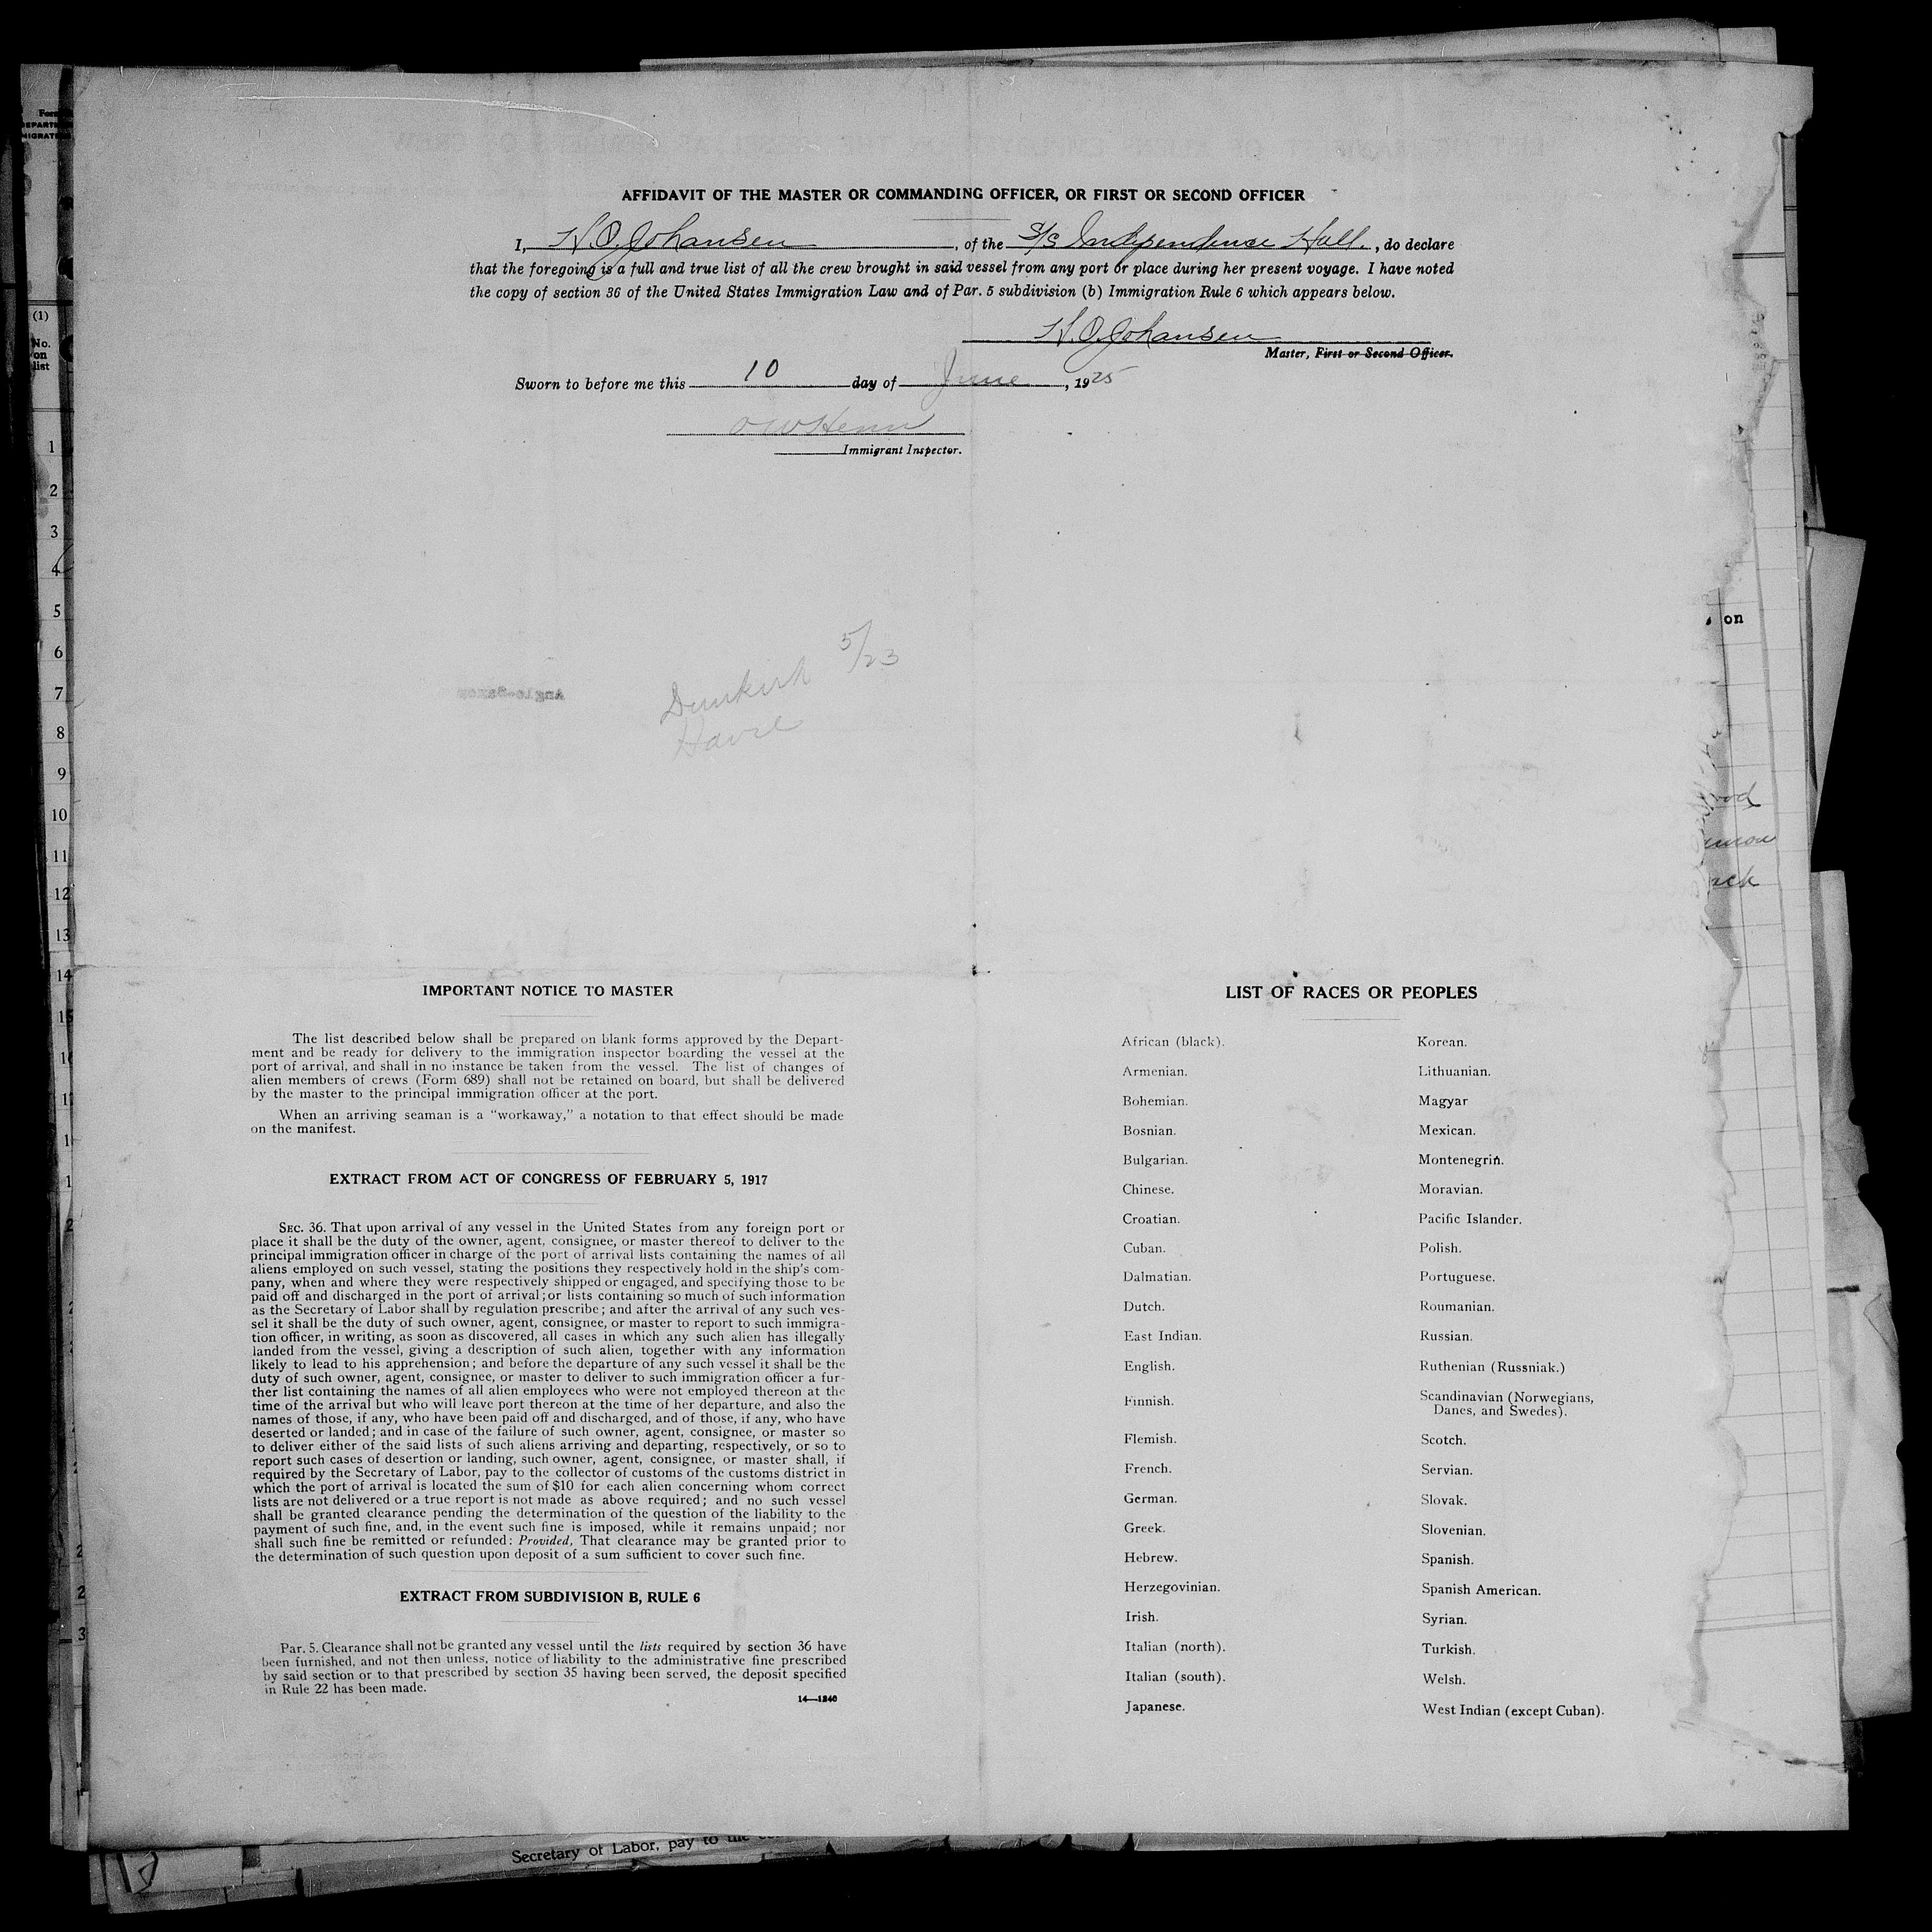 AFFIDAVIT OF THE MASTER OR COMMANDING OFFICER, OR FIRST OR SECOND OFFICER
I, H. O. Johansen, of the S/S Independence Hall., do declare
that the foregoing is a full and true list of all the crew brought in said vessel from any port or place during her present voyage. I have noted
the copy of section 36 of the United States Immigration Law and of Par. 5 subdivision (b) Immigration Rule 6 which appears below.
H. O. Johansen
Master, First or Second Officer.
Sworn to before me this 10 day of June, 1925
Immigrant Inspector.
Dunkirk 5/23
Havre
Anglo-Saxon
IMPORTANT NOTICE TO MASTER
The list described below shall be prepared on blank forms approved by the Depart-
ment and be ready for delivery to the immigration inspector boarding the vessel at the
port of arrival, and shall in no instance be taken from the vessel. The list of changes of
alien members of crews (Form 689) shall not be retained on board, but shall be delivered
by the master to the principal immigration officer at the port.
When an arriving seaman is a "workaway," a notation to that effect should be made
on the manifest.
EXTRACT FROM ACT OF CONGRESS OF FEBRUARY 5, 1917
SEC. 36. That upon arrival of any vessel in the United States from any foreign port or
place it shall be the duty of the owner, agent, consignee, or master thereof to deliver to the
principal immigration officer in charge of the port of arrival lists containing the names of all
aliens employed on such vessel, stating the positions they respectively hold in the ship's com-
pany, when and where they were respectively shipped or engaged, and specifying those to be
paid off and discharged in the port of arrival; or lists containing so much of such information
as the Secretary of Labor shall by regulation prescribe; and after the arrival of any such ves-
sel it shall be the duty of such owner, agent, consignee, or master to report to such immigra-
tion officer, in writing, as soon as discovered, all cases in which any such alien has illegally
landed from the vessel, giving a description of such alien, together with any information
likely to lead to his apprehension; and before the departure of any such vessel it shall be the
duty of such owner, agent, consignee, or master to deliver to such immigration officer a fur-
ther list containing the names of all alien employees who were not employed thereon at the
time of the arrival but who will leave port thereon at the time of her departure, and also the
names of those, if any, who have been paid off and discharged, and of those, if any, who have
deserted or landed; and in case of the failure of such owner, agent, consignee, or master so
to deliver either of the said lists of such aliens arriving and departing, respectively, or so to
report such cases of desertion or landing, such owner, agent, consignee, or master shall, if
required by the Secretary of Labor, pay to the collector of customs of the customs district in
which the port of arrival is located the sum of $10 for each alien concerning whom correct
lists are not delivered or a true report is not made as above required; and no such vessel
shall be granted clearance pending the determination of the question of the liability to the
payment of such fine, and, in the event such fine is imposed, while it remains unpaid; nor
shall such fine be remitted or refunded: Provided, That clearance may be granted prior to
the determination of such question upon deposit of a sum sufficient to cover such fine.
EXTRACT FROM SUBDIVISION B, RULE 6
Par. 5. Clearance shall not be granted any vessel until the lists required by section 36 have
been furnished, and not then unless, notice of liability to the administrative fine prescribed
by said section or to that prescribed by section 35 having been served, the deposit specified
in Rule 22 has been made.
14—1240
LIST OF RACES OR PEOPLES
African (black).
Armenian.
Bohemian.
Bosnian.
Bulgarian.
Chinese.
Croatian.
Cuban.
Dalmatian.
Dutch.
East Indian.
English.
Finnish.
Flemish.
French.
German.
Greek.
Hebrew.
Herzegovinian.
Irish.
Italian (north).
Italian (south).
Japanese.
Korean.
Lithuanian.
Magyar
Mexican.
Montenegrin.
Moravian.
Pacific Islander.
Polish.
Portuguese.
Roumanian.
Russian.
Ruthenian (Russniak.)
Scandinavian (Norwegians,
Danes, and Swedes).
Scotch.
Servian.
Slovak.
Slovenian.
Spanish.
Spanish American.
Syrian.
Turkish.
Welsh.
West Indian (except Cuban).
(1)
No.
on
list
1
2
3
4
5
6
7
8
9
10
11
12
13
14
on
Secretary of Labor, pay to the